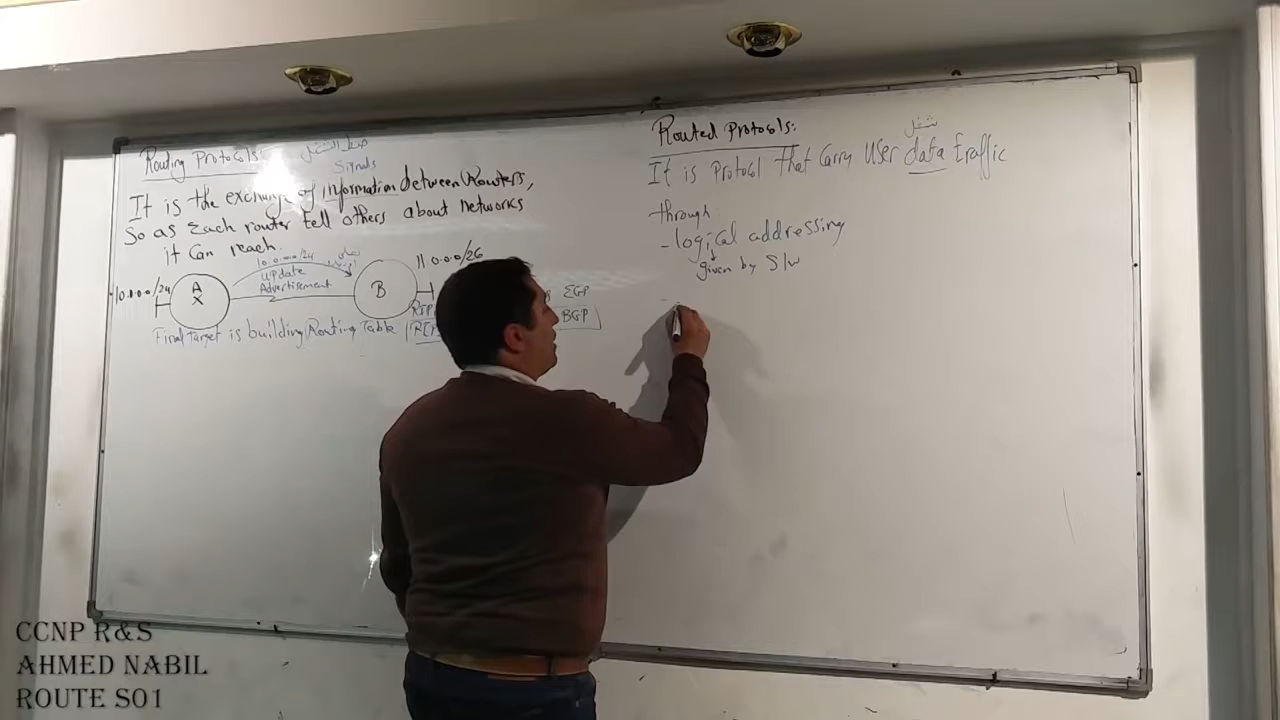 Routing Protocols:
Signals
It is the exchange of information between Routers,
So as Each router tell others about networks
it Can reach.
10.0.0.0/24
10.0.0.0/24
A
X
update
Advertisement
B
11.0.0.0/26
Final Target is building Routing Table
RIP
EGP
BGP
Routed Protocols:
شغل
It is Protocol that Carry User data traffic
through:
- logical addressing
given by S/w
CCNP R&S
AHMED NABIL
ROUTE S01